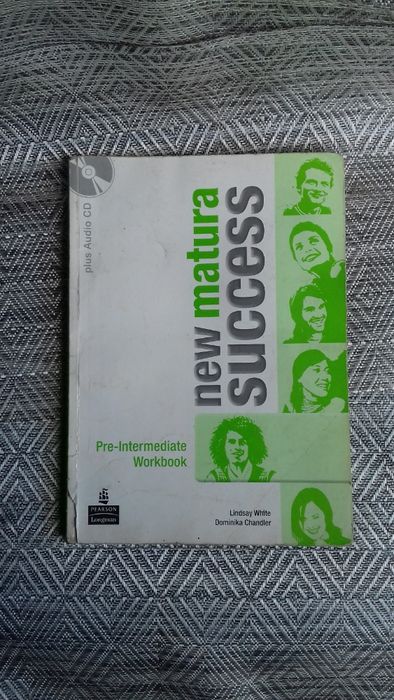 plus Audio CD
new matura
success
Pre-Intermediate
Workbook
PEARSON
Longman
Lindsay White
Dominika Chandler